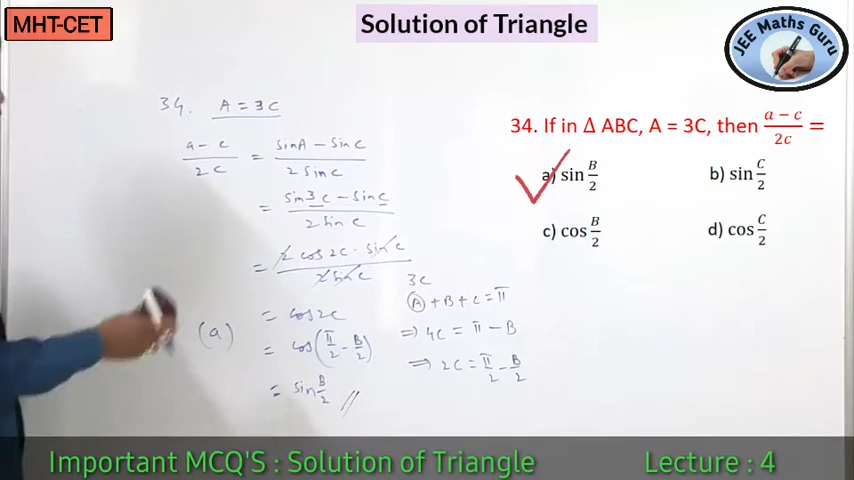 MHT-CET
Solution of Triangle
JEE Maths Guru
34. A = 3C
a - c / 2C = sinA - sinC / 2 sinC
= sin3C - sinC / 2 sin C
= 2 cos2C · sinC / 2 sin C
= cos2C
= cos(π/2 - B/2)
= sin B/2 //
(a)
3C
A + B + C = π
⇒ 4C = π - B
⇒ 2C = π/2 - B/2
34. If in Δ ABC, A = 3C, then a - c / 2c =
a) sin B/2
b) sin C/2
c) cos B/2
d) cos C/2
Important MCQ'S : Solution of Triangle
Lecture : 4